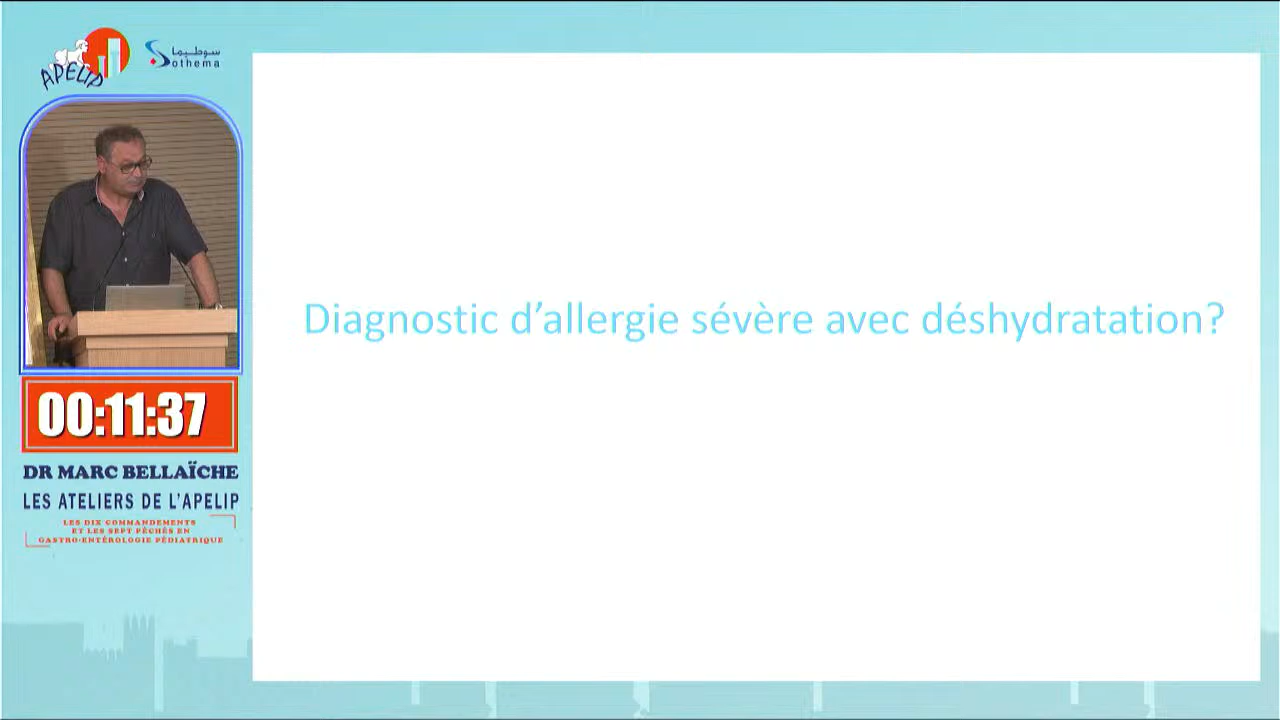 APELIP
سوطيما
Sothema
Diagnostic d’allergie sévère avec déshydratation?
00:11:37
DR MARC BELLAÏCHE
LES ATELIERS DE L'APELIP
LES DIX COMMANDEMENTS
ET LES SEPT PÊCHÉS EN
GASTRO-ENTÉROLOGIE PÉDIATRIQUE